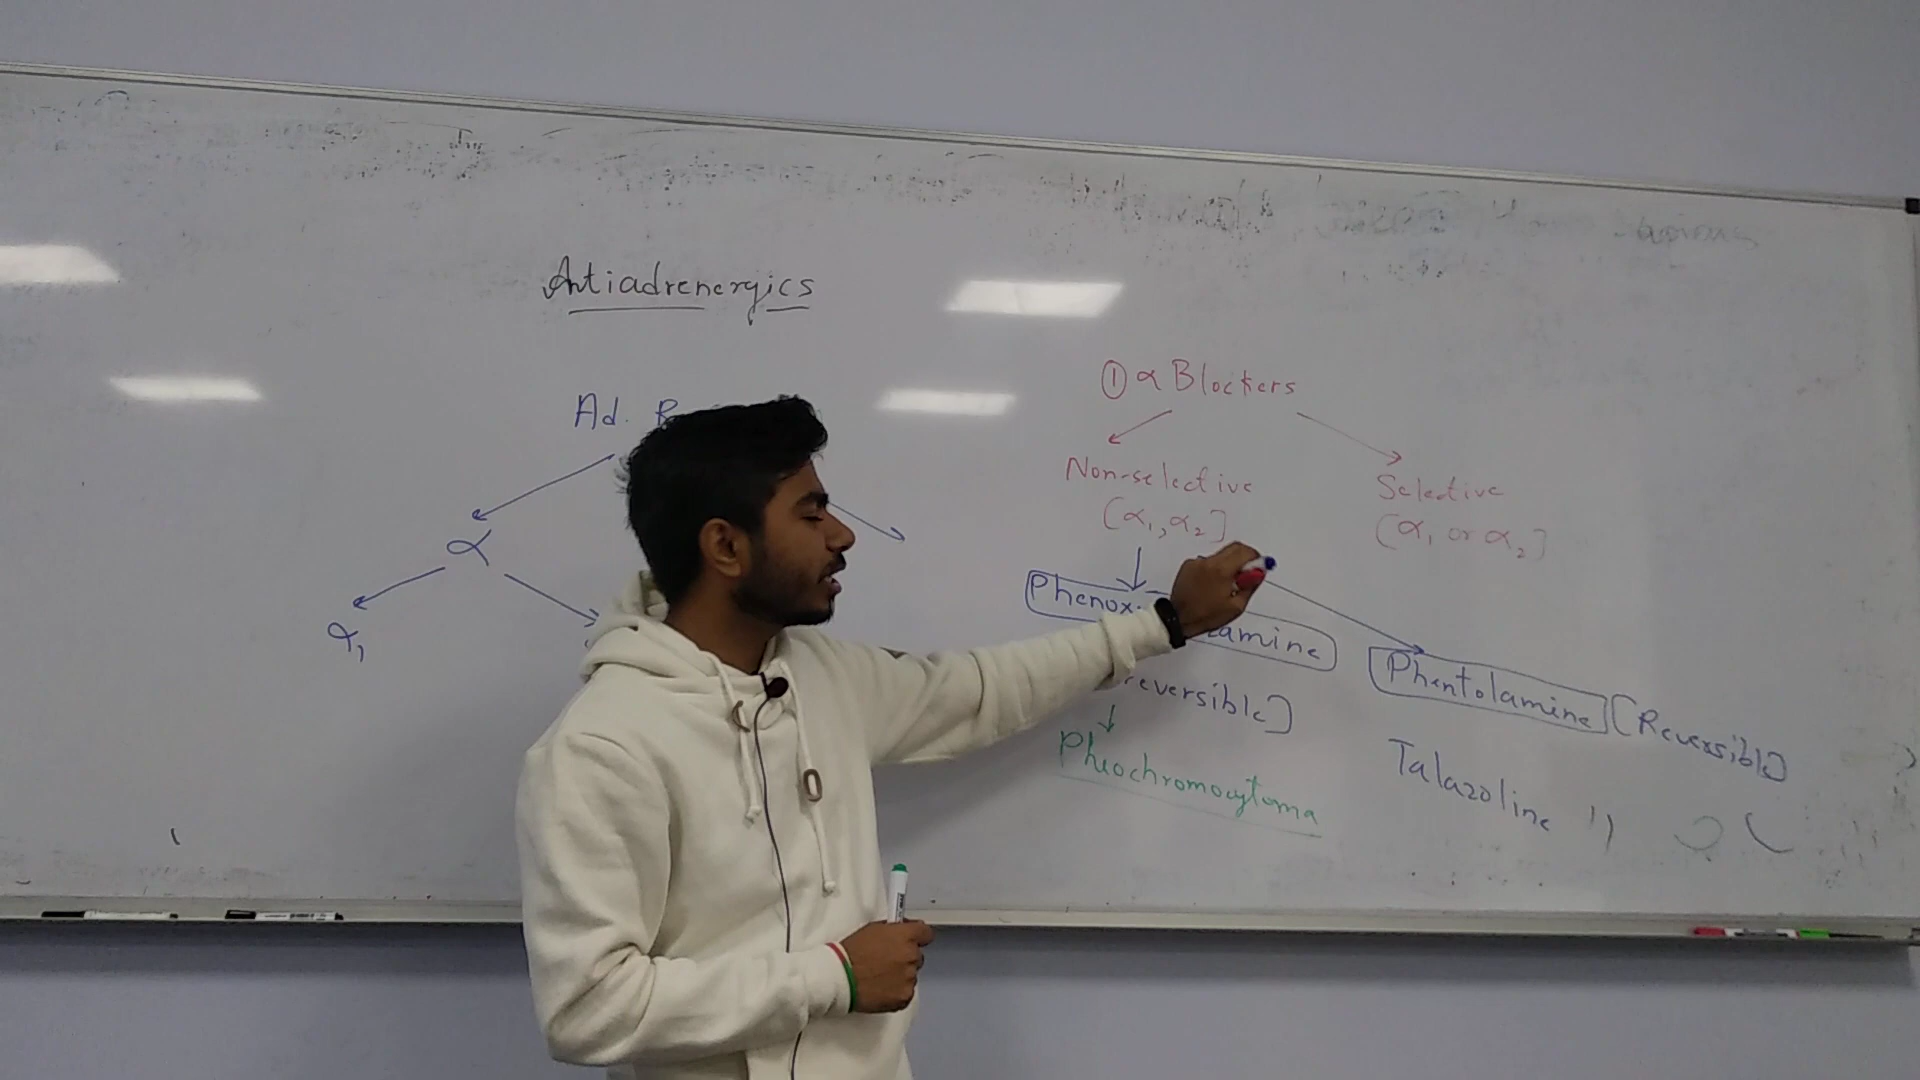 Antiadrenergics
Ad.
α
α₁
① α Blockers
Non-selective
[α₁, α₂]
Selective
[α₁ or α₂]
Phenox
amine
reversible]
Pheochromocytoma
Phentolamine [Reversible]
Talazoline "